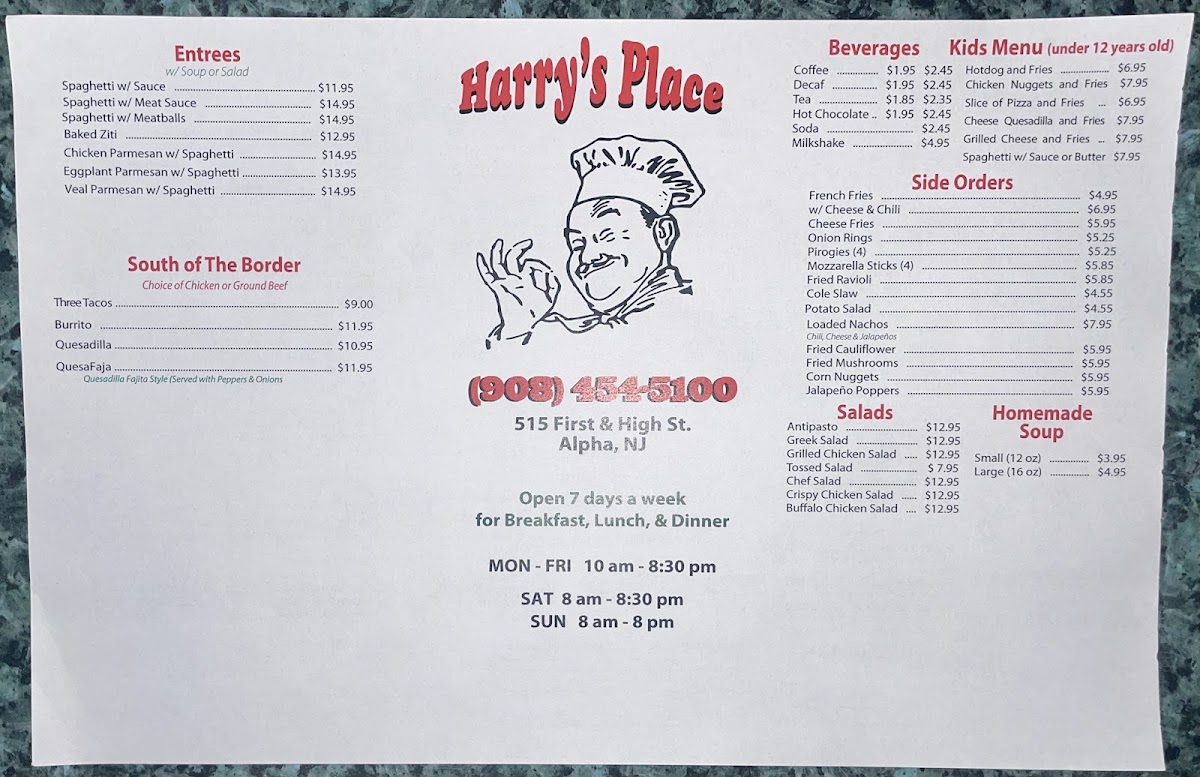 Entrees
w/ Soup or Salad
Spaghetti w/ Sauce ........ $11.95
Spaghetti w/ Meat Sauce ........ $14.95
Spaghetti w/ Meatballs ........ $14.95
Baked Ziti ........ $12.95
Chicken Parmesan w/ Spaghetti ........ $14.95
Eggplant Parmesan w/ Spaghetti ........ $13.95
Veal Parmesan w/ Spaghetti ........ $14.95
South of The Border
Choice of Chicken or Ground Beef
Three Tacos ........ $9.00
Burrito ........ $11.95
Quesadilla ........ $10.95
QuesaFaja ........ $11.95
Quesadilla Fajita Style (Served with Peppers & Onions
Harry's Place
(908) 454-5100
515 First & High St.
Alpha, NJ
Open 7 days a week
for Breakfast, Lunch, & Dinner
MON - FRI 10 am - 8:30 pm
SAT 8 am - 8:30 pm
SUN 8 am - 8 pm
Beverages
Coffee ........ $1.95 $2.45
Decaf ........ $1.95 $2.45
Tea ........ $1.85 $2.35
Hot Chocolate .. $1.95 $2.45
Soda ........ $2.45
Milkshake ........ $4.95
Kids Menu (under 12 years old)
Hotdog and Fries ........ $6.95
Chicken Nuggets and Fries $7.95
Slice of Pizza and Fries ... $6.95
Cheese Quesadilla and Fries $7.95
Grilled Cheese and Fries .. $7.95
Spaghetti w/ Sauce or Butter $7.95
Side Orders
French Fries ........ $4.95
w/ Cheese & Chili ........ $6.95
Cheese Fries ........ $5.95
Onion Rings ........ $5.25
Pirogies (4) ........ $5.25
Mozzarella Sticks (4) ........ $5.85
Fried Ravioli ........ $5.85
Cole Slaw ........ $4.55
Potato Salad ........ $4.55
Loaded Nachos ........ $7.95
Chili, Cheese & Jalapeños
Fried Cauliflower ........ $5.95
Fried Mushrooms ........ $5.95
Corn Nuggets ........ $5.95
Jalapeño Poppers ........ $5.95
Salads
Antipasto ........ $12.95
Greek Salad ........ $12.95
Grilled Chicken Salad .... $12.95
Tossed Salad ........ $ 7.95
Chef Salad ........ $12.95
Crispy Chicken Salad ..... $12.95
Buffalo Chicken Salad .... $12.95
Homemade
Soup
Small (12 oz) ........ $3.95
Large (16 oz) ........ $4.95